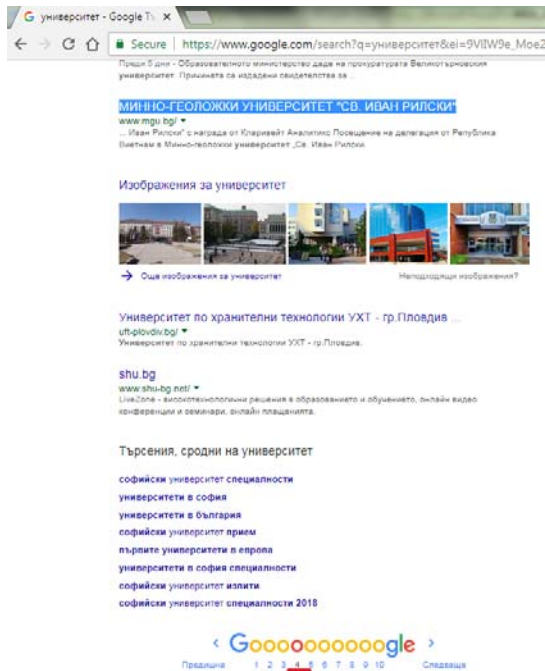 университет - Google Тъ
Secure | https://www.google.com/search?q=университет&ei=9VlIW9e_Moe2
Преди 5 дни - Образователното министерство даде на прокуратурата Великотърновския
университет. Причината са издадени свидетелства за ...
МИННО-ГЕОЛОЖКИ УНИВЕРСИТЕТ "СВ. ИВАН РИЛСКИ"
www.mgu.bg/
... Иван Рилски" с награда от Кларивейт Аналитикс Посещение на делегация от Република
Виетнам в Минно-геоложки университет „Св. Иван Рилски.
Изображения за университет
Още изображения за университет
Неподходящи изображения?
Университет по хранителни технологии УХТ - гр.Пловдив ...
uft-plovdiv.bg/
Университет по хранителни технологии УХТ - гр.Пловдив.
shu.bg
www.shu-bg.net/
LiveZone - високотехнологични решения в образованието и обучението, онлайн видео
конференции и семинари, онлайн плащанията.
Търсения, сродни на университет
софийски университет специалности
университети в софия
университети в българия
софийски университет прием
първите университети в европа
университети в софия специалности
софийски университет изпити
софийски университет специалности 2018
Goooooooooogle
Предишна 1 2 3 4 5 6 7 8 9 10 Следваща